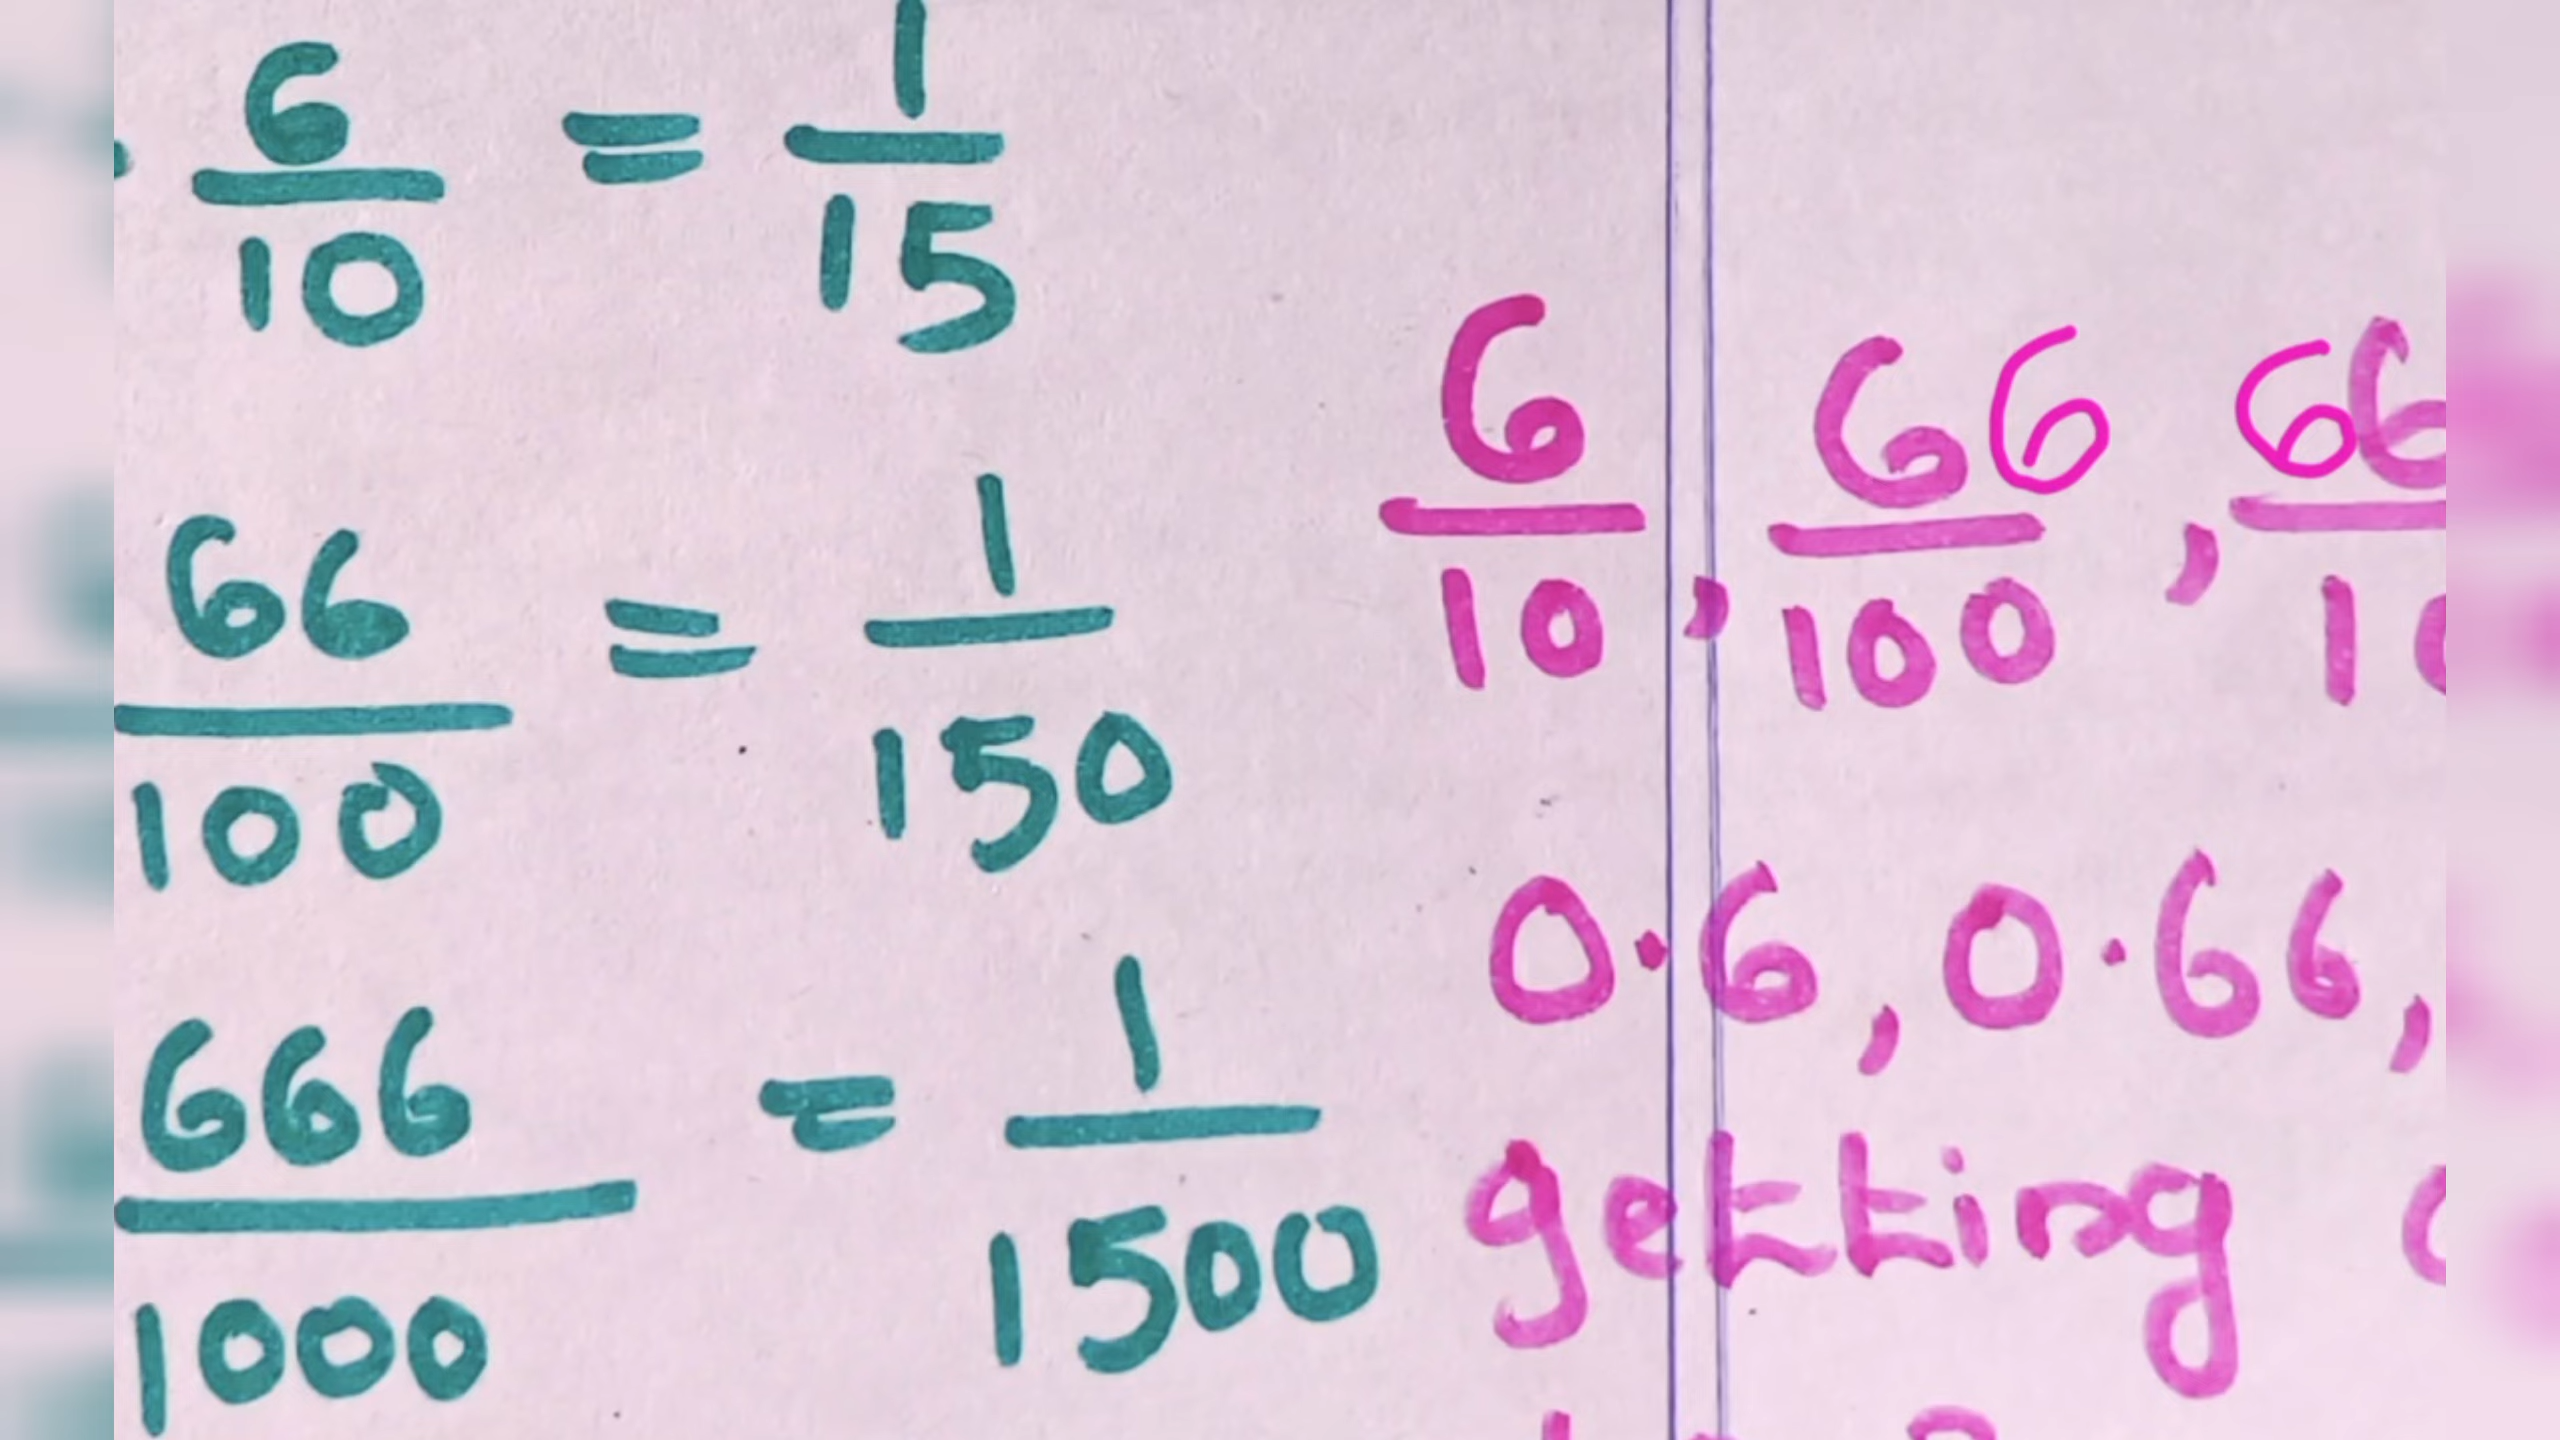 6/10 = 1/15
66/100 = 1/150
666/1000 = 1/1500
6/10, 66/100,
0.6, 0.66,
getting